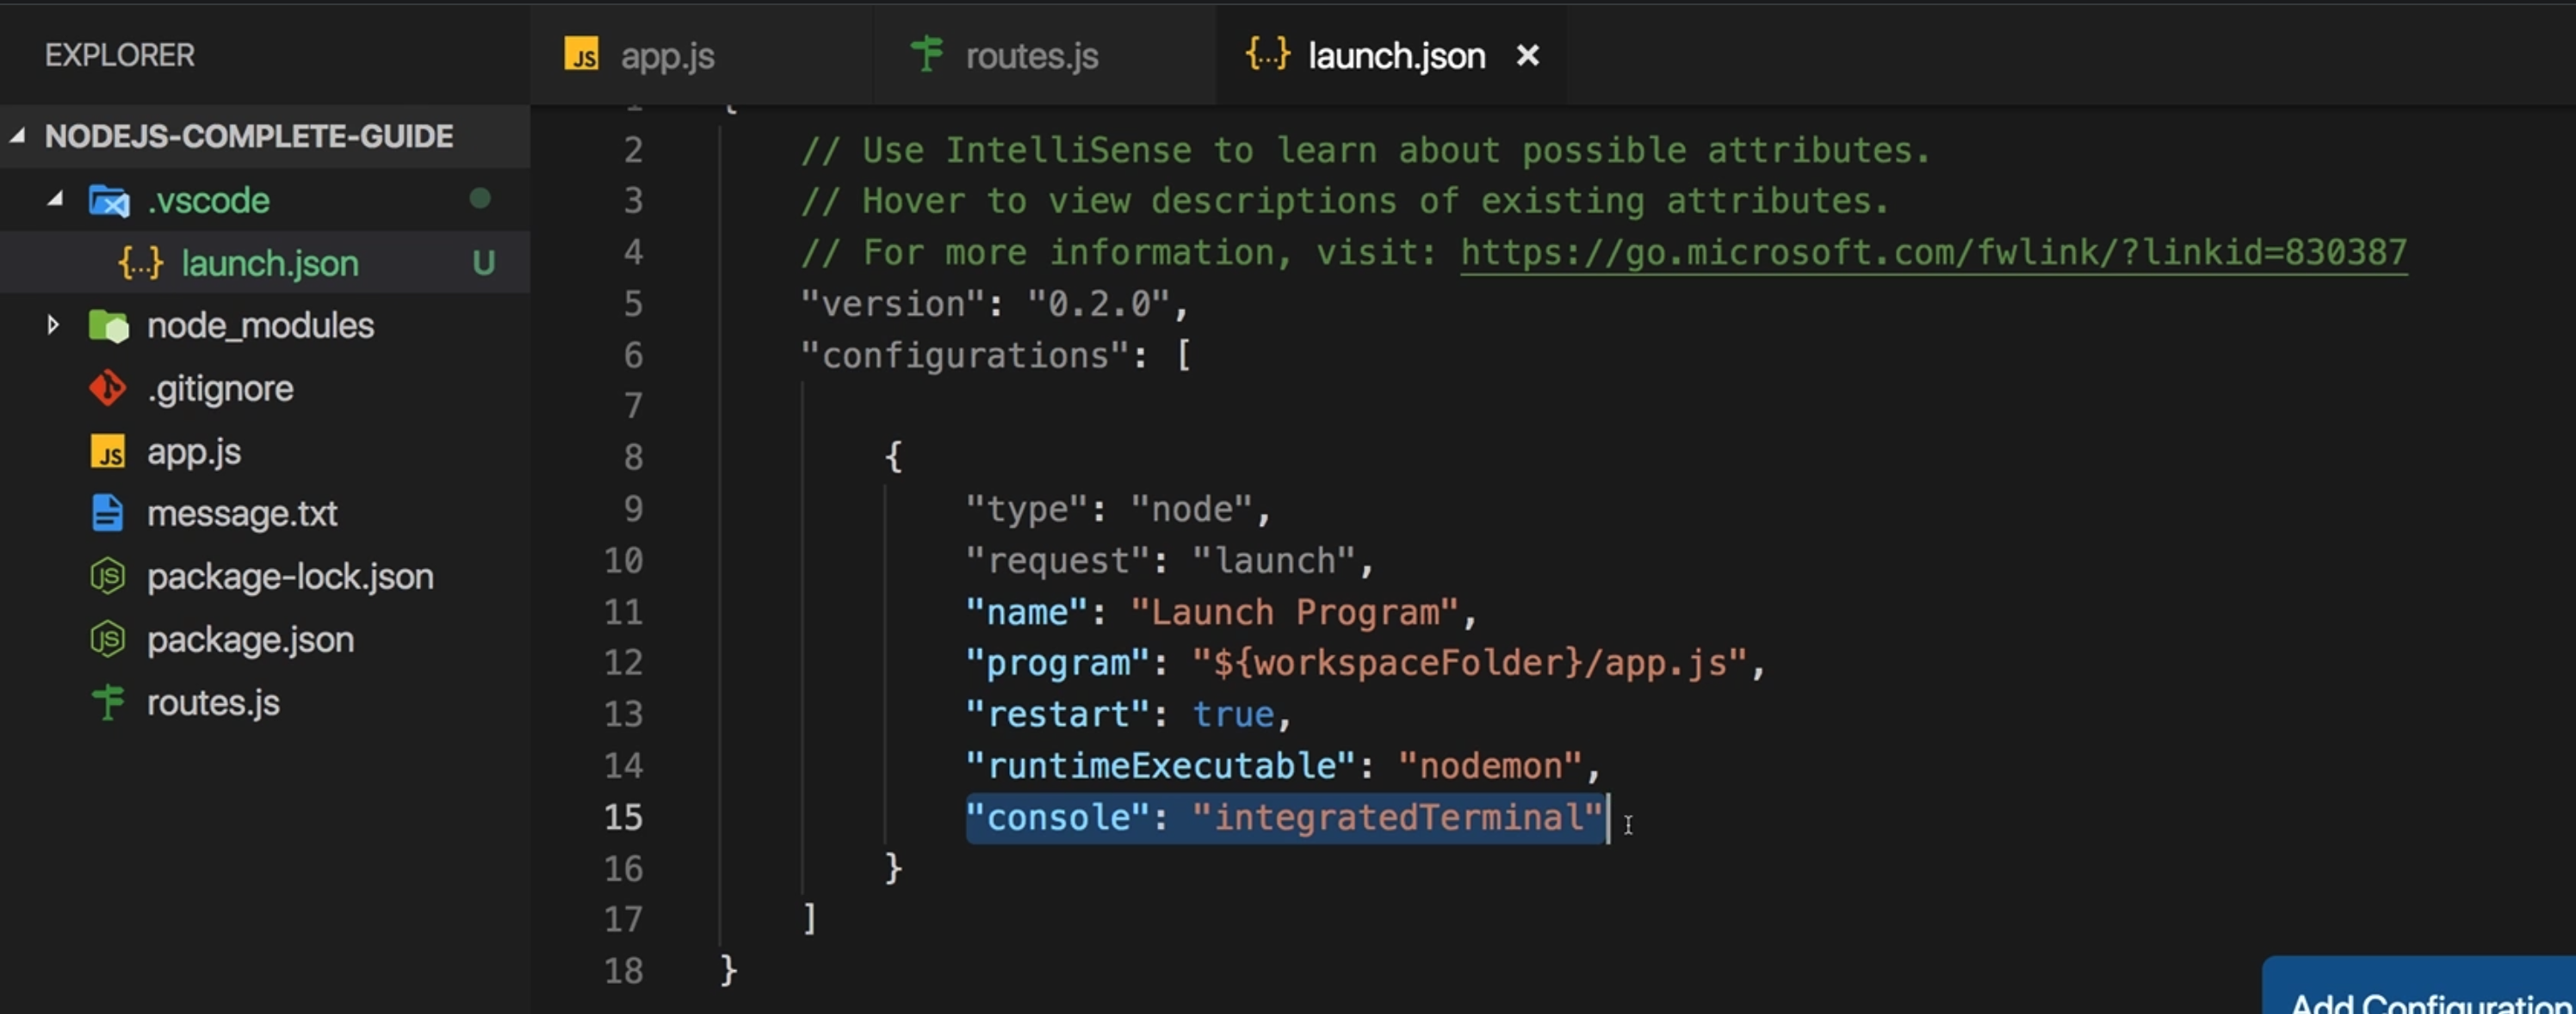 EXPLORER
NODEJS-COMPLETE-GUIDE
.vscode
{..} launch.json U
node_modules
.gitignore
JS app.js
message.txt
JS package-lock.json
JS package.json
routes.js
JS app.js
routes.js
{..} launch.json ×
1 {
2 // Use IntelliSense to learn about possible attributes.
3 // Hover to view descriptions of existing attributes.
4 // For more information, visit: https://go.microsoft.com/fwlink/?linkid=830387
5 "version": "0.2.0",
6 "configurations": [
7
8 {
9 "type": "node",
10 "request": "launch",
11 "name": "Launch Program",
12 "program": "${workspaceFolder}/app.js",
13 "restart": true,
14 "runtimeExecutable": "nodemon",
15 "console": "integratedTerminal"
16 }
17 ]
18 }
Add Configuration